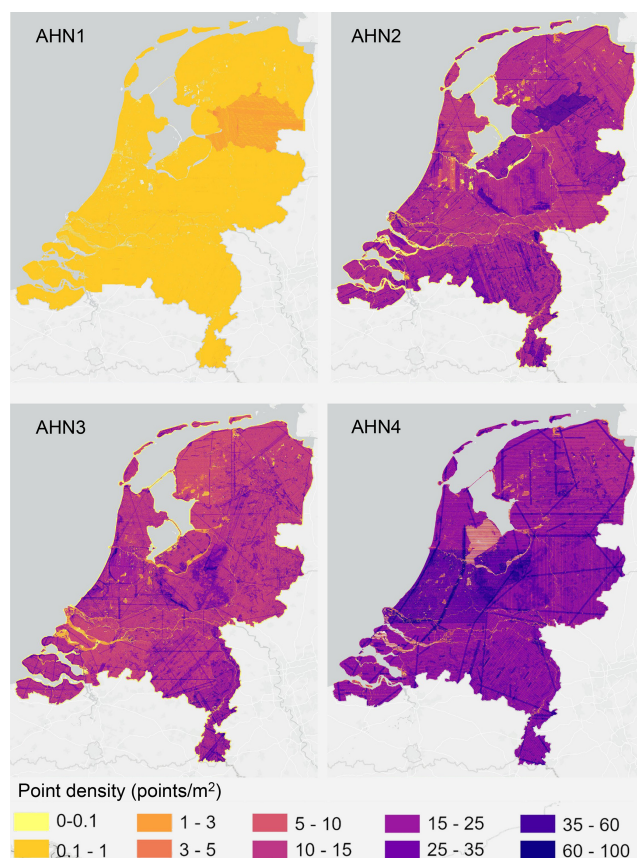 AHN1
AHN2
AHN3
AHN4
Point density (points/m²)
0-0.1
1 - 3
5 - 10
15 - 25
35 - 60
0.1 - 1
3 - 5
10 - 15
25 - 35
60 - 100